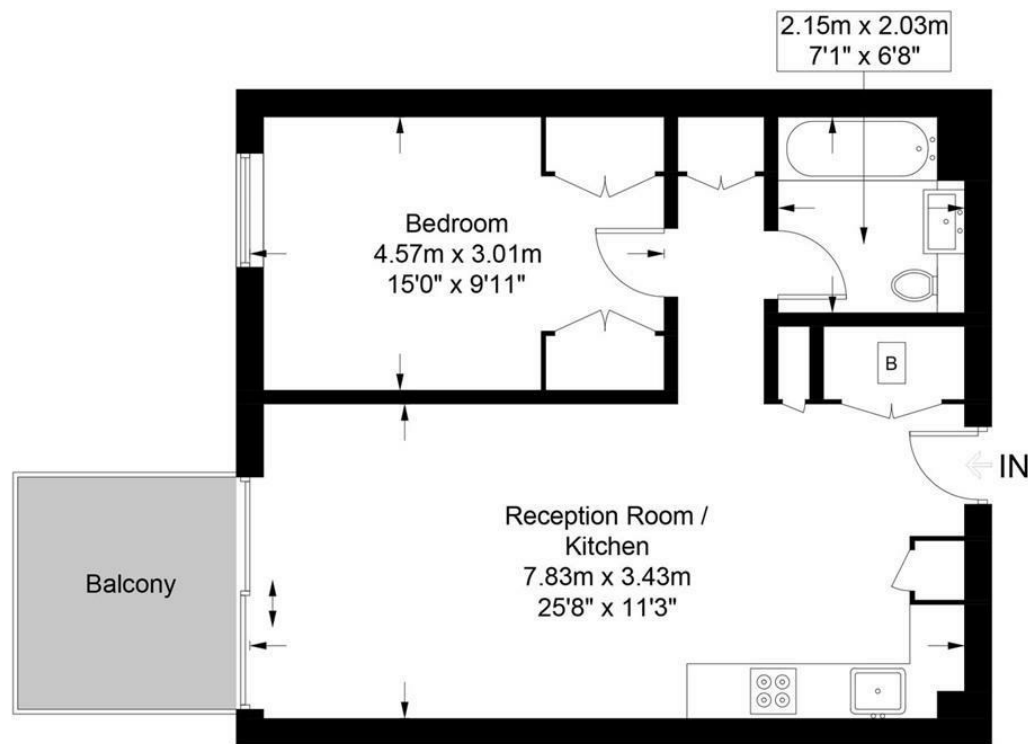 2.15m x 2.03m
7'1" x 6'8"
Bedroom
4.57m x 3.01m
15'0" x 9'11"
B
IN
Reception Room /
Kitchen
7.83m x 3.43m
25'8" x 11'3"
Balcony